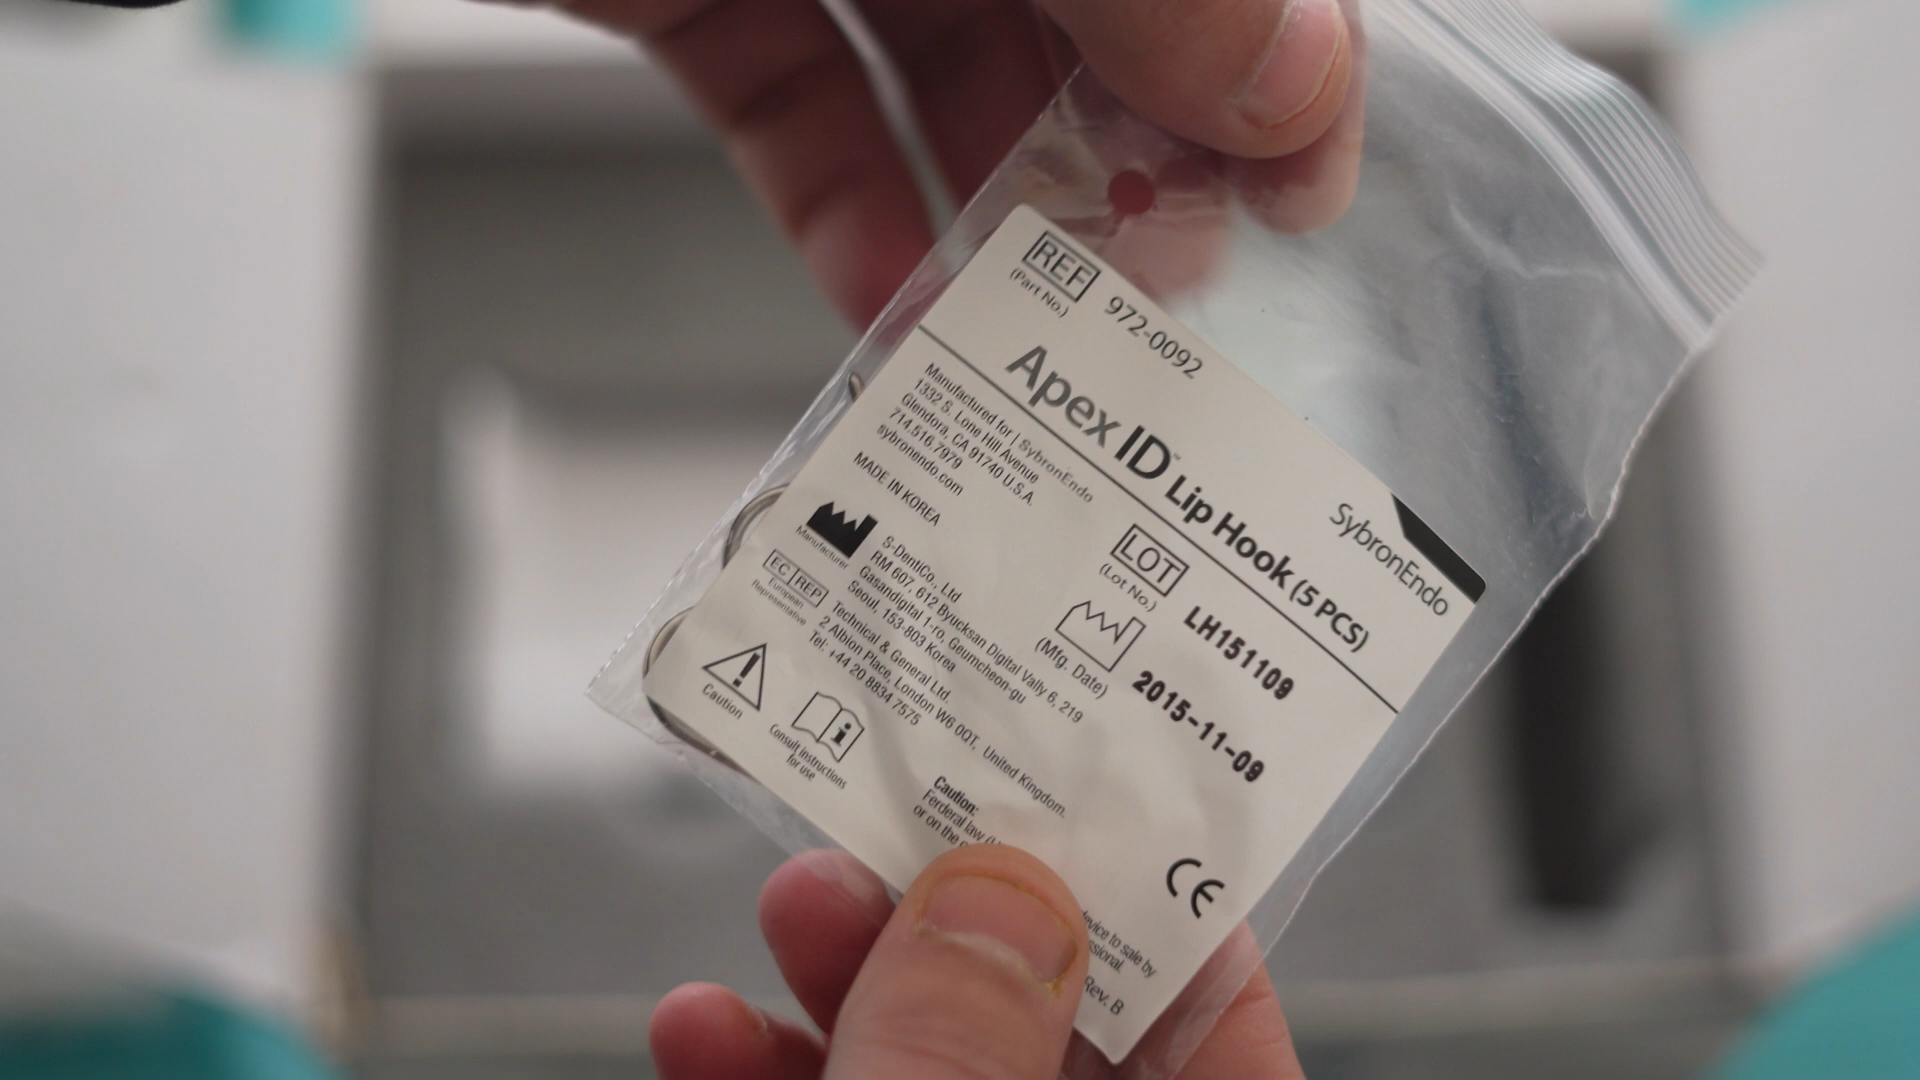 REF
(Part No.)
972-0092
Apex ID™ Lip Hook (5 PCS)
SybronEndo
Manufactured for | SybronEndo
1332 S. Lone Hill Avenue
Glendora, CA 91740 U.S.A.
714.516.7979
sybronendo.com
MADE IN KOREA
Manufacturer
S-DentiCo., Ltd
RM 607, 612 Byucksan Digital Vally 6, 219
Gasandigital 1-ro, Geumcheon-gu
Seoul, 153-803 Korea
EC REP
European
Representative
Technical & General Ltd.
2 Albion Place, London W6 0QT, United Kingdom.
Tel: +44 20 8834 7575
LOT
(Lot No.)
LH151109
(Mfg. Date)
2015-11-09
Caution
Consult instructions
for use
Caution:
Ferderal law
or on the
device to sale by
CE
Rev. B